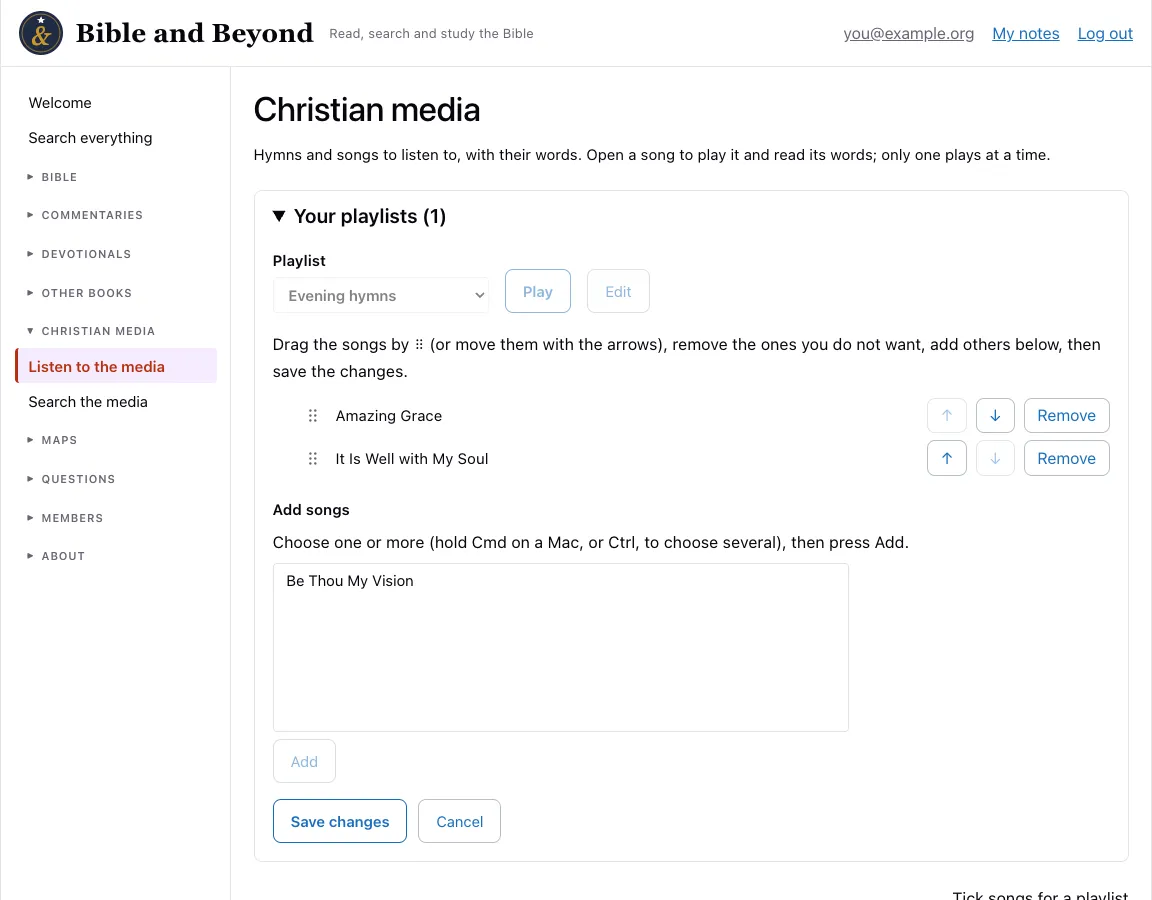 &
Bible and Beyond
Read, search and study the Bible
you@example.org
My notes
Log out
Welcome
Search everything
▸ BIBLE
▸ COMMENTARIES
▸ DEVOTIONALS
▸ OTHER BOOKS
▾ CHRISTIAN MEDIA
Listen to the media
Search the media
▸ MAPS
▸ QUESTIONS
▸ MEMBERS
▸ ABOUT
Christian media
Hymns and songs to listen to, with their words. Open a song to play it and read its words; only one plays at a time.
▼ Your playlists (1)
Playlist
Evening hymns
Play
Edit
Drag the songs by ⠿ (or move them with the arrows), remove the ones you do not want, add others below, then
save the changes.
⠿ Amazing Grace ↑ ↓ Remove
⠿ It Is Well with My Soul ↑ ↓ Remove
Add songs
Choose one or more (hold Cmd on a Mac, or Ctrl, to choose several), then press Add.
Be Thou My Vision
Add
Save changes
Cancel
Tick songs for a playlist